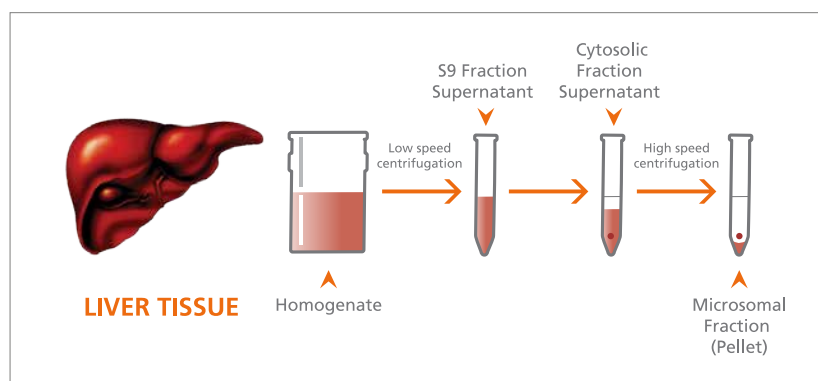 S9 Fraction
Supernatant
Cytosolic
Fraction
Supernatant
Low speed
centrifugation
High speed
centrifugation
LIVER TISSUE
Homogenate
Microsomal
Fraction
(Pellet)